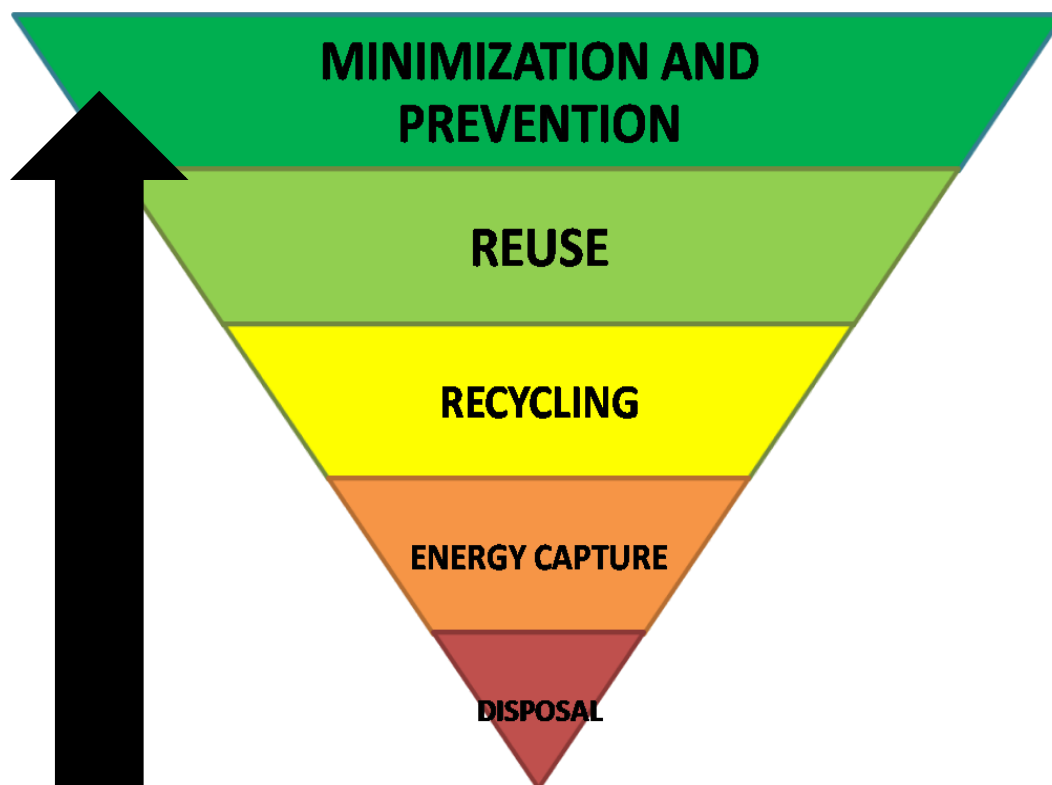 MINIMIZATION AND
PREVENTION
REUSE
RECYCLING
ENERGY CAPTURE
DISPOSAL